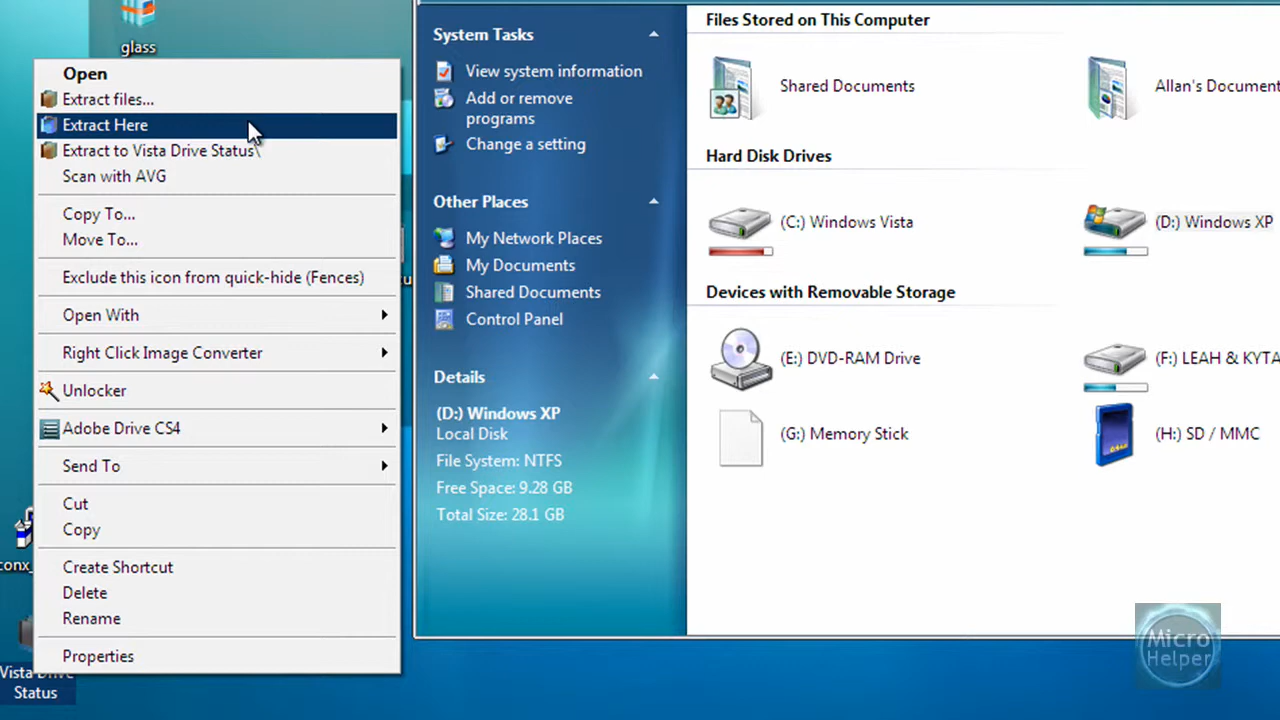 glass
Open
Extract files...
Extract Here
Extract to Vista Drive Status\
Scan with AVG
Copy To...
Move To...
Exclude this icon from quick-hide (Fences)
Open With
Right Click Image Converter
Unlocker
Adobe Drive CS4
Send To
Cut
Copy
Create Shortcut
Delete
Rename
Properties
conx_
Vista Drive
Status
System Tasks
View system information
Add or remove
programs
Change a setting
Other Places
My Network Places
My Documents
Shared Documents
Control Panel
Details
(D:) Windows XP
Local Disk
File System: NTFS
Free Space: 9.28 GB
Total Size: 28.1 GB
Files Stored on This Computer
Shared Documents
Allan's Document
Hard Disk Drives
(C:) Windows Vista
(D:) Windows XP
Devices with Removable Storage
(E:) DVD-RAM Drive
(F:) LEAH & KYTA
(G:) Memory Stick
(H:) SD / MMC
Micro
Helper